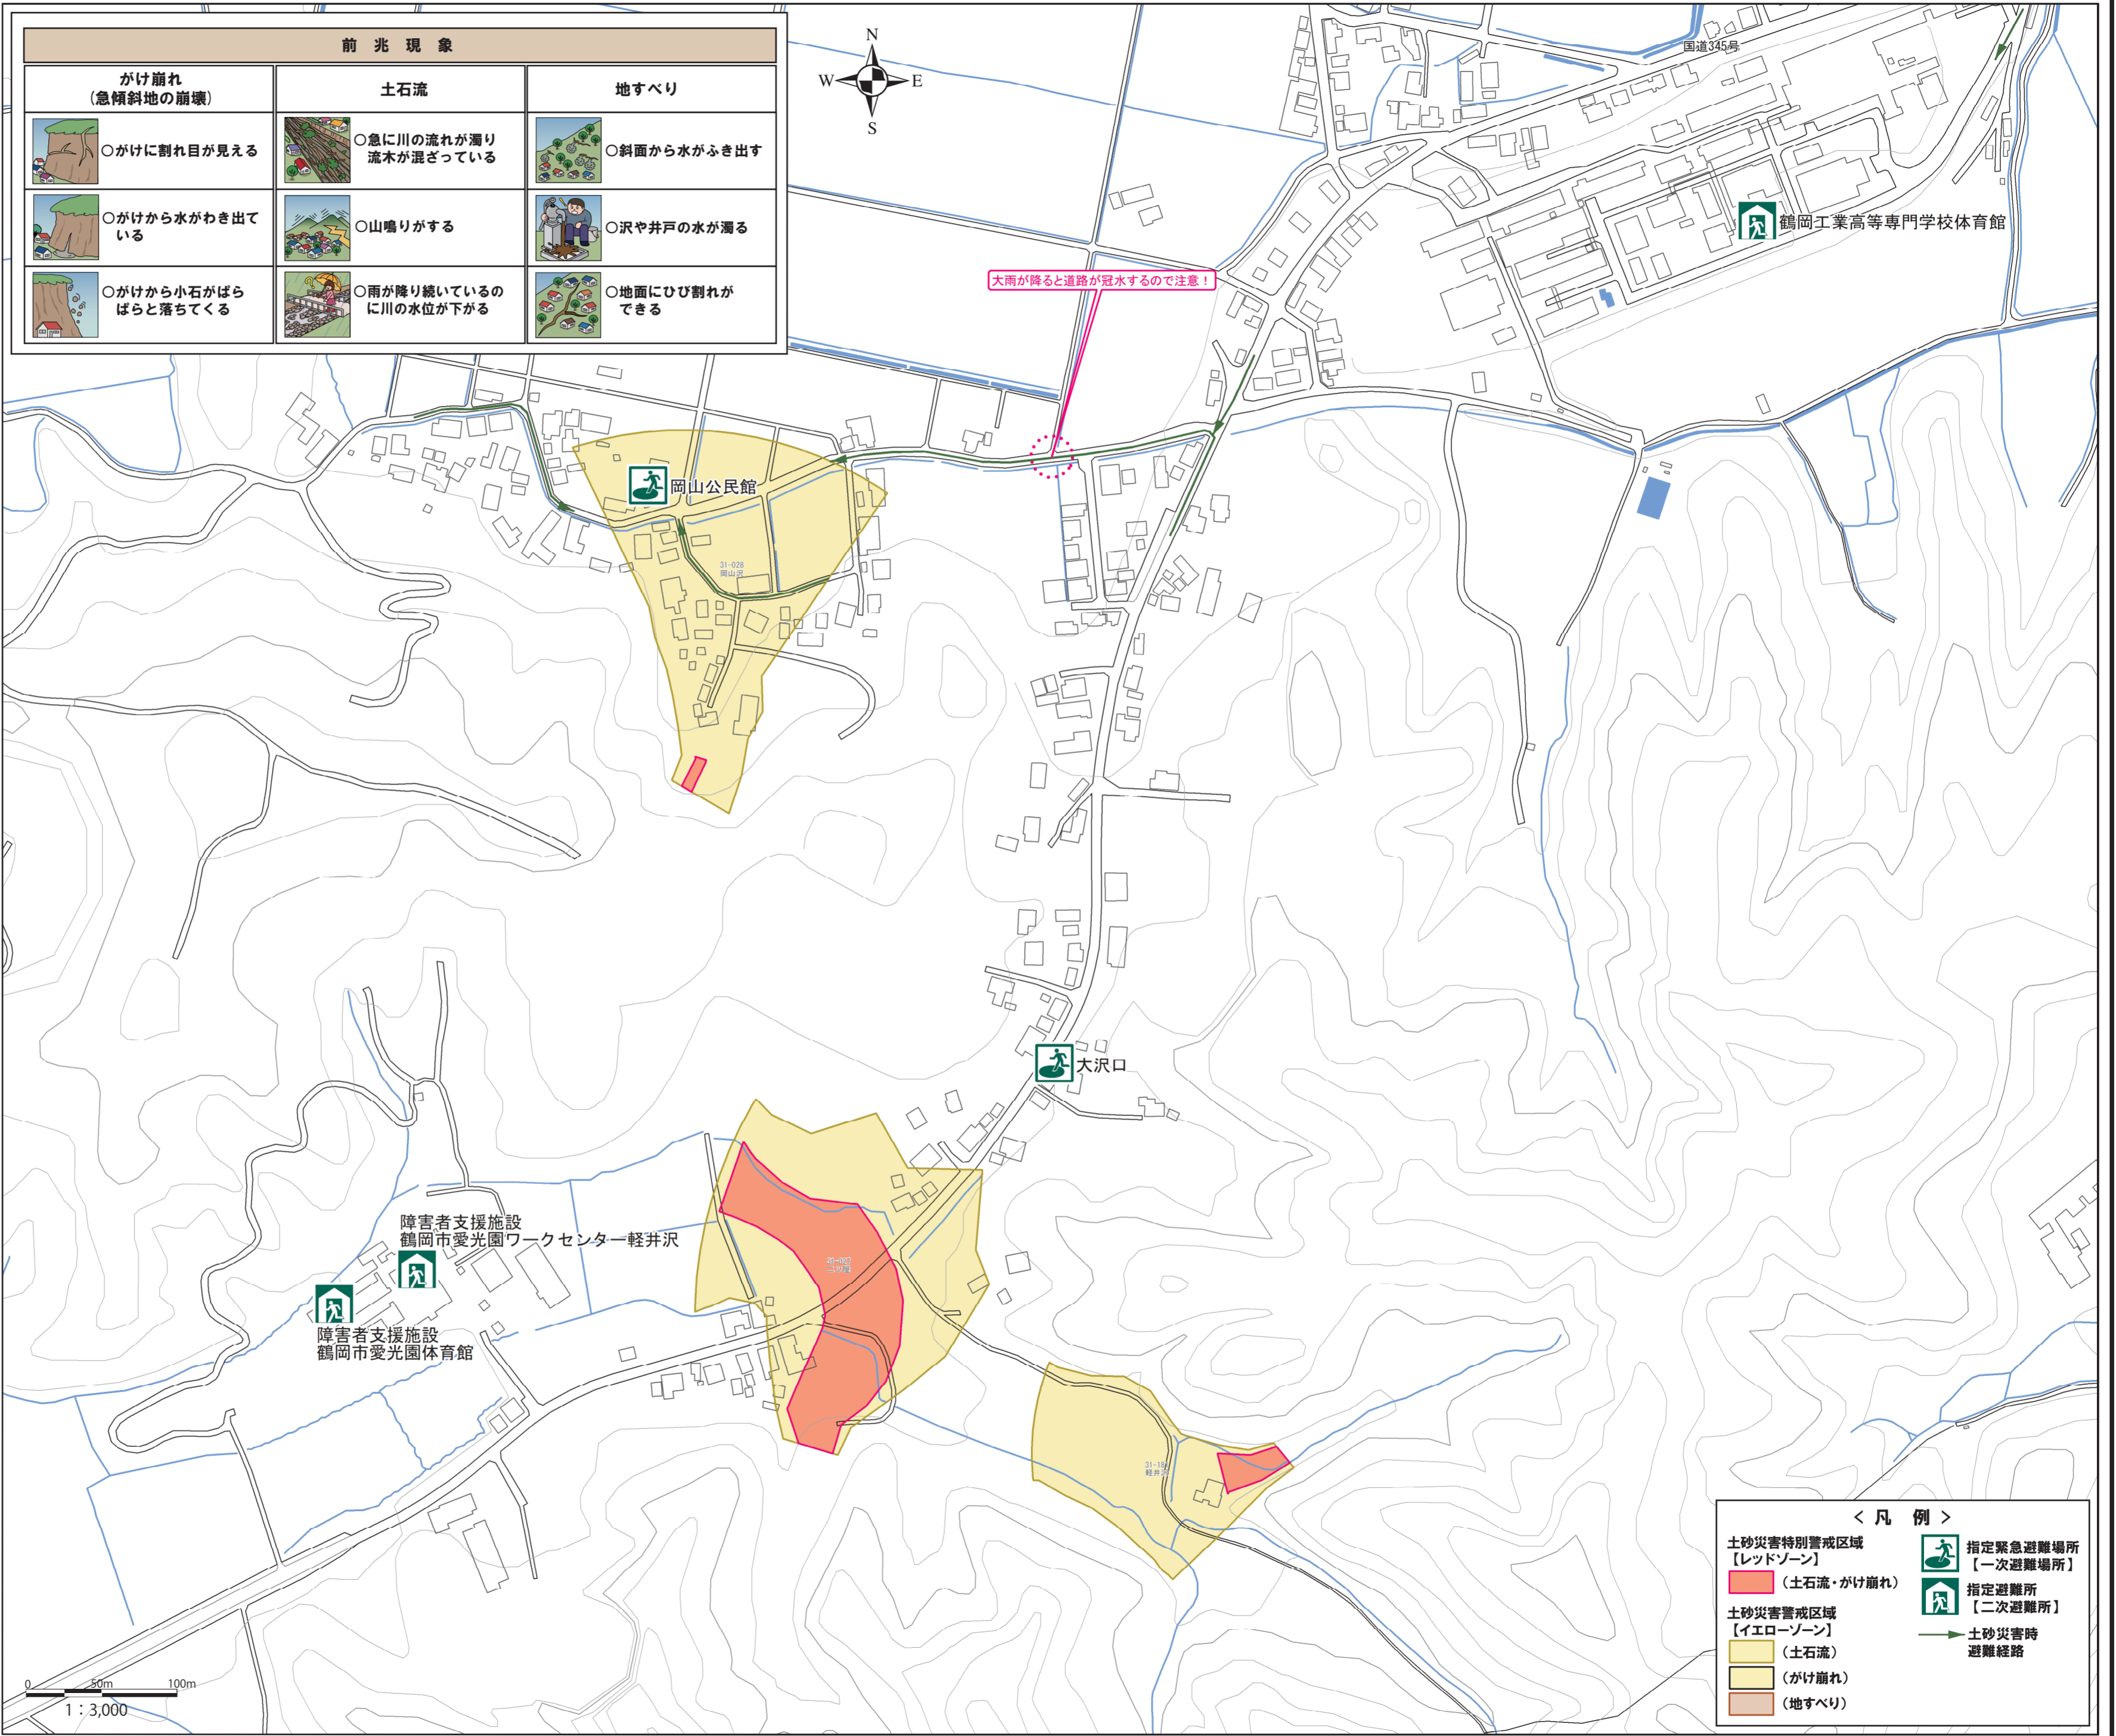 前兆現象
がけ崩れ
(急傾斜地の崩壊)
土石流
地すべり
○がけに割れ目が見える
○急に川の流れが濁り
流木が混ざっている
○斜面から水がふき出す
○がけから水がわき出て
いる
○山鳴りがする
○沢や井戸の水が濁る
○がけから小石がばら
ばらと落ちてくる
○雨が降り続いているの
に川の水位が下がる
○地面にひび割れが
できる
N
W
E
S
国道345号
鶴岡工業高等専門学校体育館
大雨が降ると道路が冠水するので注意！
岡山公民館
31-028
岡山沢
大沢口
障害者支援施設
鶴岡市愛光園ワークセンター軽井沢
障害者支援施設
鶴岡市愛光園体育館
＜凡 例＞
土砂災害特別警戒区域
【レッドゾーン】
（土石流・がけ崩れ）
土砂災害警戒区域
【イエローゾーン】
（土石流）
（がけ崩れ）
（地すべり）
指定緊急避難場所
【一次避難場所】
指定避難所
【二次避難所】
土砂災害時
避難経路
0 50m 100m
1：3,000